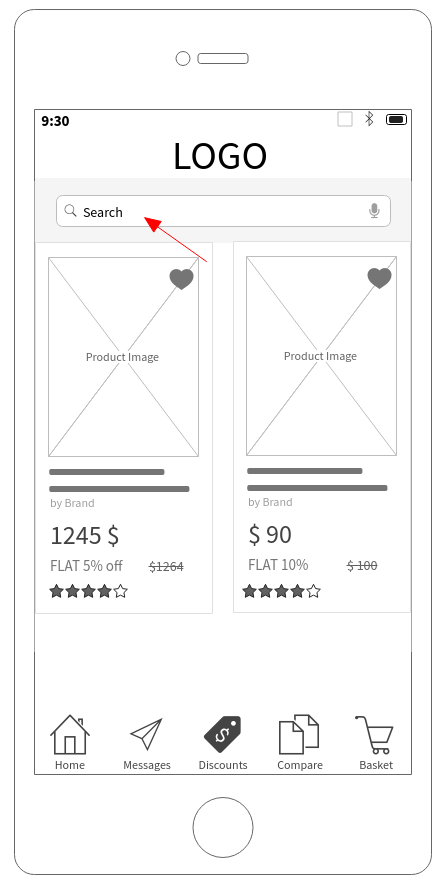 9:30
LOGO
Search
Product Image
by Brand
1245 $
FLAT 5% off $1264
Product Image
by Brand
$ 90
FLAT 10% $ 100
Home Messages Discounts Compare Basket